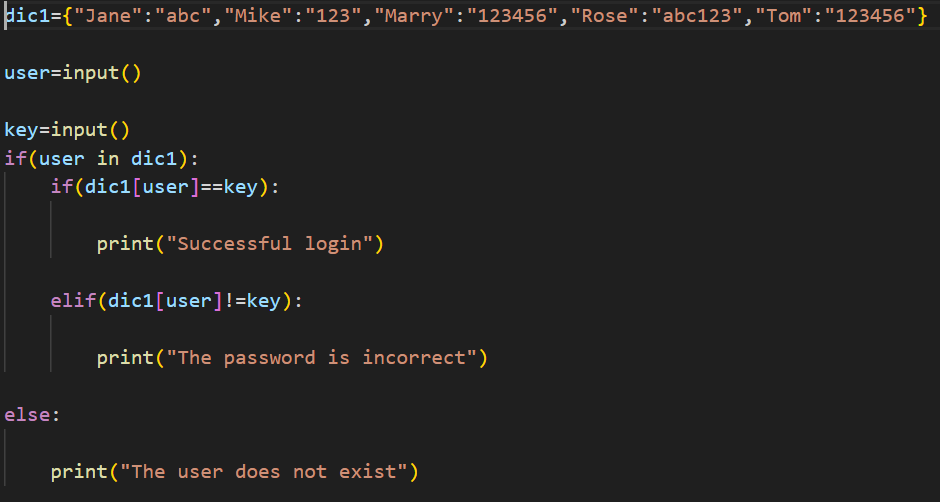 dic1={"Jane":"abc","Mike":"123","Marry":"123456","Rose":"abc123","Tom":"123456"}
user=input()
key=input()
if(user in dic1):
    if(dic1[user]==key):
        print("Successful login")
    elif(dic1[user]!=key):
        print("The password is incorrect")
else:
    print("The user does not exist")